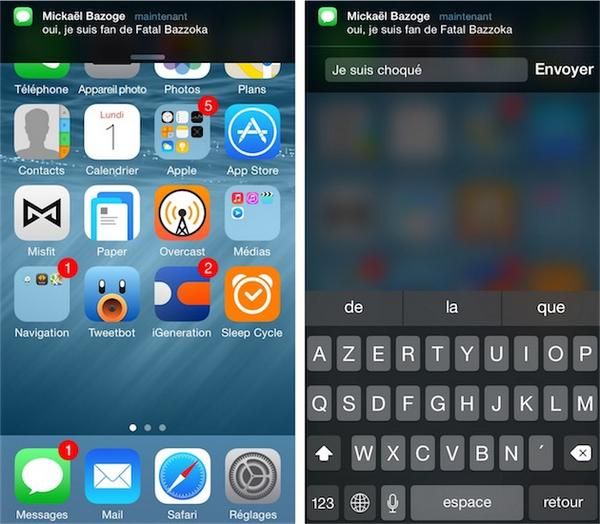 Mickaël Bazoge maintenant
oui, je suis fan de Fatal Bazzoka
Téléphone Appareil photo Photos Plans
Lundi
1
5
Contacts Calendrier Apple App Store
Misfit Paper Overcast Médias
1
2
Navigation Tweetbot iGeneration Sleep Cycle
1
Messages Mail Safari Réglages
Mickaël Bazoge maintenant
oui, je suis fan de Fatal Bazzoka
Je suis choqué Envoyer
de la que
A Z E R T Y U I O P
Q S D F G H J K L M
W X C V B N ´
123 espace retour